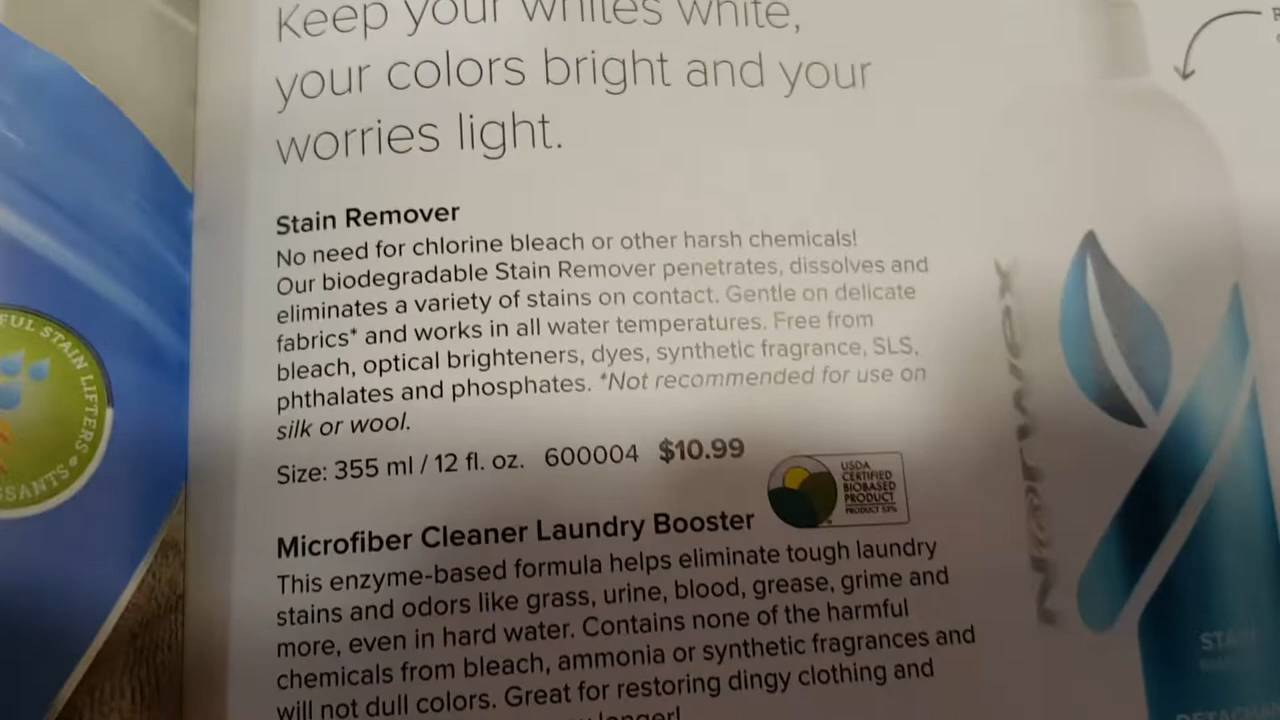 Keep your whites white,
your colors bright and your
worries light.
Stain Remover
No need for chlorine bleach or other harsh chemicals!
Our biodegradable Stain Remover penetrates, dissolves and
eliminates a variety of stains on contact. Gentle on delicate
fabrics* and works in all water temperatures. Free from
bleach, optical brighteners, dyes, synthetic fragrance, SLS,
phthalates and phosphates. *Not recommended for use on
silk or wool.
Size: 355 ml / 12 fl. oz. 600004 $10.99
USDA
CERTIFIED
BIOBASED
PRODUCT
PRODUCT 53%
Microfiber Cleaner Laundry Booster
This enzyme-based formula helps eliminate tough laundry
stains and odors like grass, urine, blood, grease, grime and
more, even in hard water. Contains none of the harmful
chemicals from bleach, ammonia or synthetic fragrances and
will not dull colors. Great for restoring dingy clothing and
longer!
STAIN LIFTERS